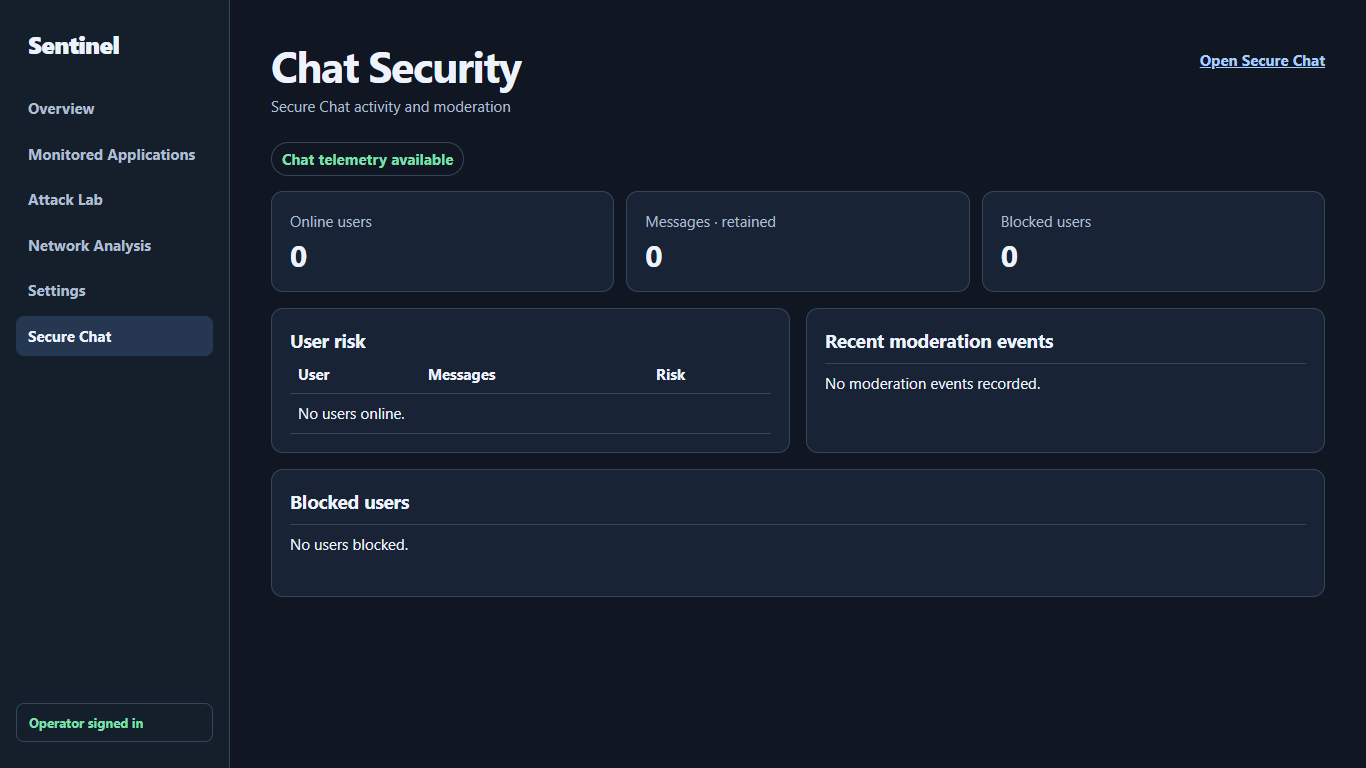 Sentinel
Overview
Monitored Applications
Attack Lab
Network Analysis
Settings
Secure Chat
Operator signed in
Chat Security
Secure Chat activity and moderation
Open Secure Chat
Chat telemetry available
Online users
0
Messages · retained
0
Blocked users
0
User risk
User Messages Risk
No users online.
Recent moderation events
No moderation events recorded.
Blocked users
No users blocked.